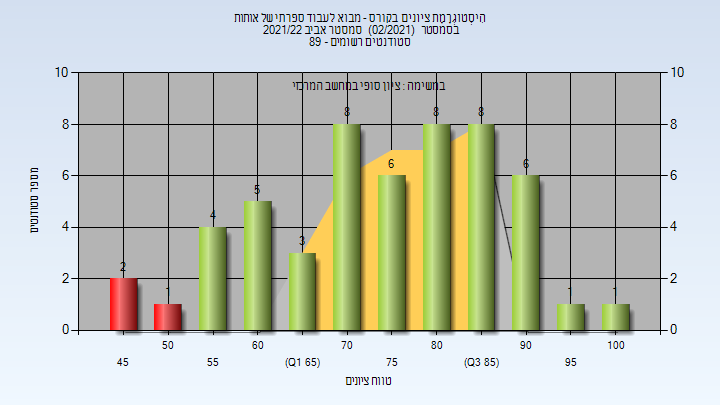 היסטוגרמת ציונים בקורס - מבוא לעבוד ספרתי של אותות
בסמסטר (02/2021) סמסטר אביב 2021/22
סטודנטים רשומים - 89
במשימה : ציון סופי במחשב המרכזי
10 10
8 8
6 6
4 4
2 2
0 0
2 1 4 5 3 8 6 8 8 6 1 1
מספר סטודנטים
45 50 55 60 (Q1 65) 70 75 80 (Q3 85) 90 95 100
טווח ציונים